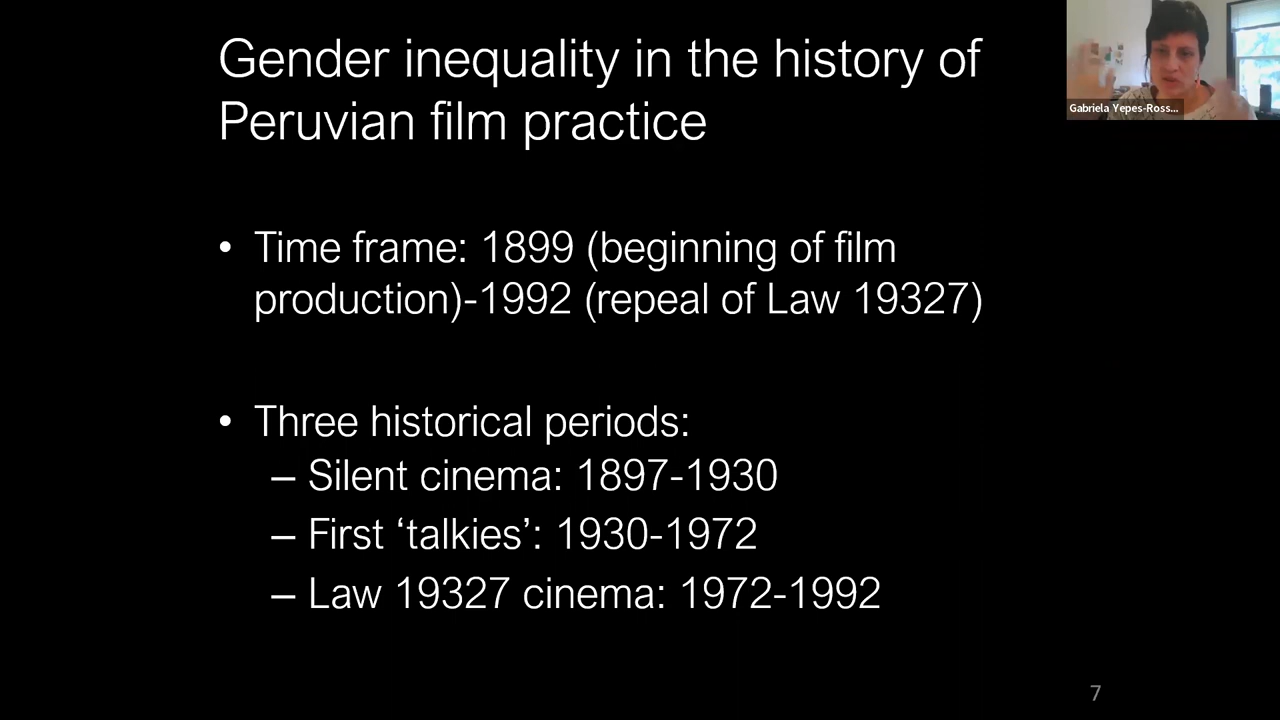 Gender inequality in the history of
Peruvian film practice
Gabriela Yepes-Ross...
• Time frame: 1899 (beginning of film
production)-1992 (repeal of Law 19327)
• Three historical periods:
– Silent cinema: 1897-1930
– First ‘talkies’: 1930-1972
– Law 19327 cinema: 1972-1992
7